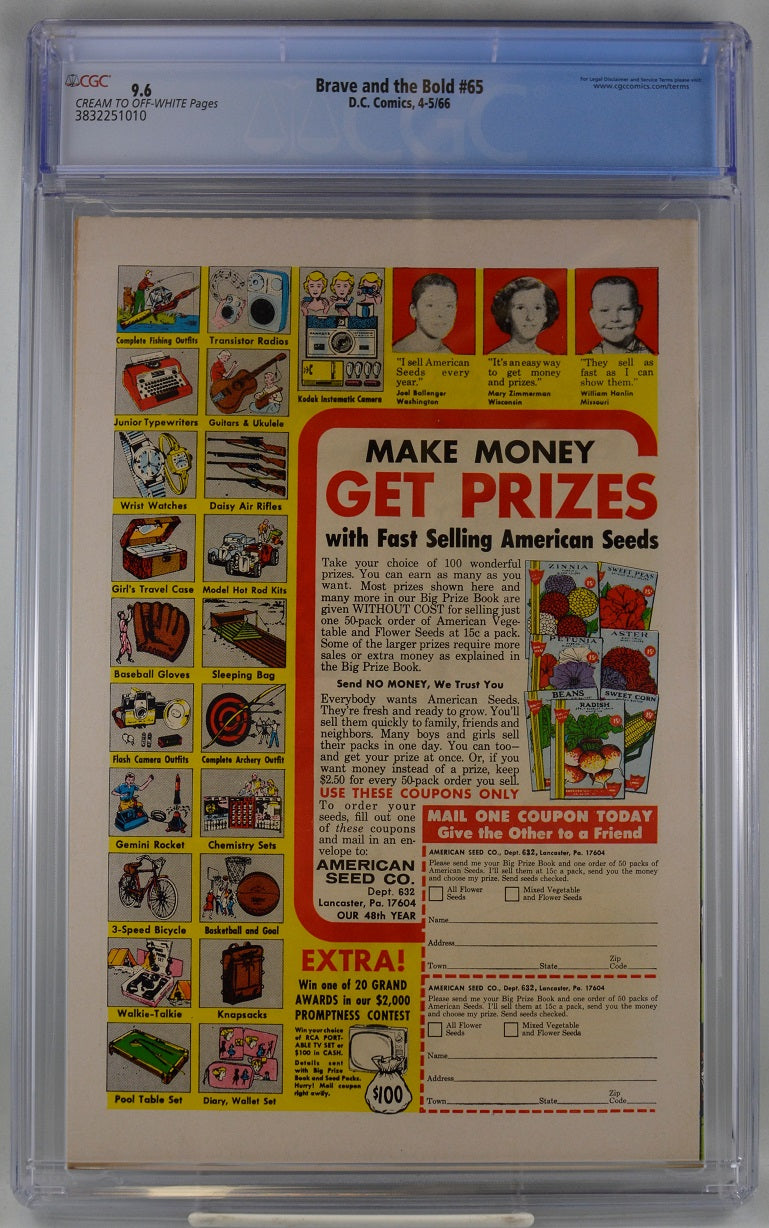 CGC
9.6
CREAM TO OFF-WHITE Pages
3832251010
Brave and the Bold #65
D.C. Comics, 4-5/66
For Legal Disclaimer and Service Terms please visit:
www.cgccomics.com/terms
CGC
Complete Fishing Outfits
Transistor Radios
Kodak Instamatic Camera
"I sell American
Seeds every
year."
Joel Ballenger
Washington
"It's an easy way
to get money
and prizes."
Mary Zimmerman
Wisconsin
"They sell as
fast as I can
show them."
William Hanlin
Missouri
Junior Typewriters
Guitars & Ukulele
Wrist Watches
Daisy Air Rifles
Girl's Travel Case
Model Hot Rod Kits
Baseball Gloves
Sleeping Bag
Flash Camera Outfits
Complete Archery Outfit
Gemini Rocket
Chemistry Sets
3-Speed Bicycle
Basketball and Goal
Walkie-Talkie
Knapsacks
Pool Table Set
Diary, Wallet Set
MAKE MONEY
GET PRIZES
with Fast Selling American Seeds
Take your choice of 100 wonderful
prizes. You can earn as many as you
want. Most prizes shown here and
many more in our Big Prize Book are
given WITHOUT COST for selling just
one 50-pack order of American Vege-
table and Flower Seeds at 15c a pack.
Some of the larger prizes require more
sales or extra money as explained in
the Big Prize Book.
Send NO MONEY, We Trust You
Everybody wants American Seeds.
They're fresh and ready to grow. You'll
sell them quickly to family, friends and
neighbors. Many boys and girls sell
their packs in one day. You can too—
and get your prize at once. Or, if you
want money instead of a prize, keep
$2.50 for every 50-pack order you sell.
USE THESE COUPONS ONLY
To order your
seeds, fill out one
of these coupons
and mail in an en-
velope to:
AMERICAN
SEED CO.
Dept. 632
Lancaster, Pa. 17604
OUR 48th YEAR
ZINNIA
15¢
SWEET PEAS
15¢
PETUNIA
15¢
ASTER
15¢
BEANS
SWEET CORN
15¢
RADISH
15¢
MAIL ONE COUPON TODAY
Give the Other to a Friend
AMERICAN SEED CO., Dept. 632, Lancaster, Pa. 17604
Please send me your Big Prize Book and one order of 50 packs of
American Seeds. I'll sell them at 15c a pack, send you the money
and choose my prize. Send seeds checked.
All Flower
Seeds
Mixed Vegetable
and Flower Seeds
Name
Address
Town State Zip Code
AMERICAN SEED CO., Dept. 632, Lancaster, Pa. 17604
Please send me your Big Prize Book and one order of 50 packs of
American Seeds. I'll sell them at 15c a pack, send you the money
and choose my prize. Send seeds checked.
All Flower
Seeds
Mixed Vegetable
and Flower Seeds
Name
Address
Town State Zip Code
EXTRA!
Win one of 20 GRAND
AWARDS in our $2,000
PROMPTNESS CONTEST
Win your choice
of RCA PORT-
ABLE TV SET or
$100 in CASH.
Details sent
with Big Prize
Book and Seed Packs.
Hurry! Mail coupon
right away.
$100